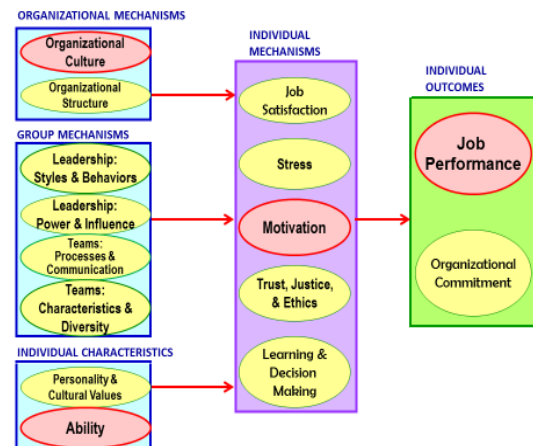 ORGANIZATIONAL MECHANISMS
Organizational
Culture
Organizational
Structure
GROUP MECHANISMS
Leadership:
Styles & Behaviors
Leadership:
Power & Influence
Teams:
Processes &
Communication
Teams:
Characteristics &
Diversity
INDIVIDUAL CHARACTERISTICS
Personality &
Cultural Values
Ability
INDIVIDUAL
MECHANISMS
Job
Satisfaction
Stress
Motivation
Trust, Justice,
& Ethics
Learning &
Decision
Making
INDIVIDUAL
OUTCOMES
Job
Performance
Organizational
Commitment